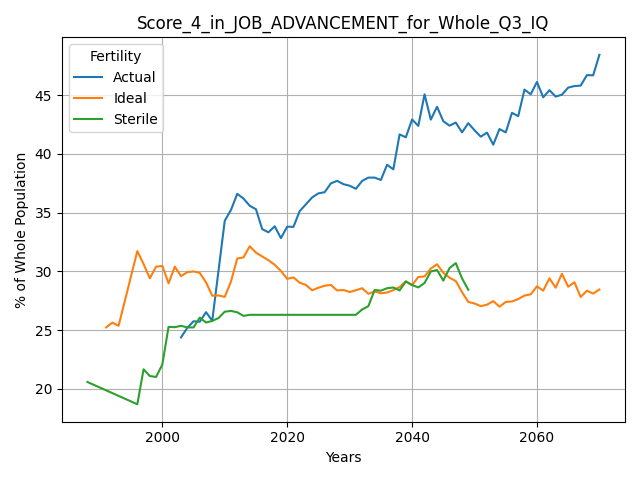 Score_4_in_JOB_ADVANCEMENT_for_Whole_Q3_IQ
Fertility
Actual
Ideal
Sterile
% of Whole Population
45
40
35
30
25
20
2000
2020
2040
2060
Years